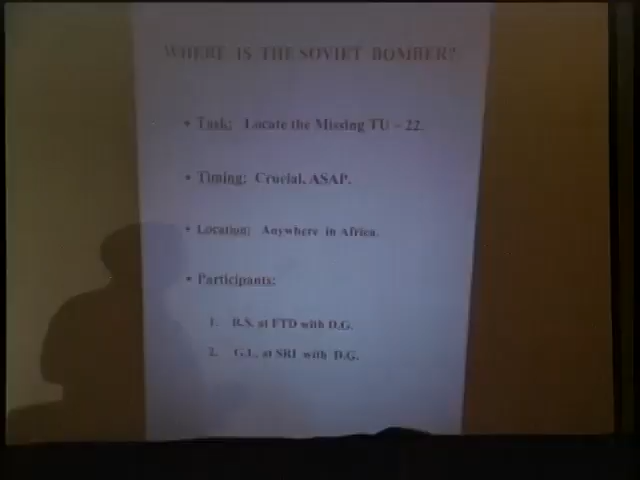 WHERE IS THE SOVIET BOMBER?
• Task: Locate the Missing TU – 22.
• Timing: Crucial, ASAP.
• Location: Anywhere in Africa.
• Participants:
1. R.S. at FTD with D.G.
2. G.L. at SRI with D.G.